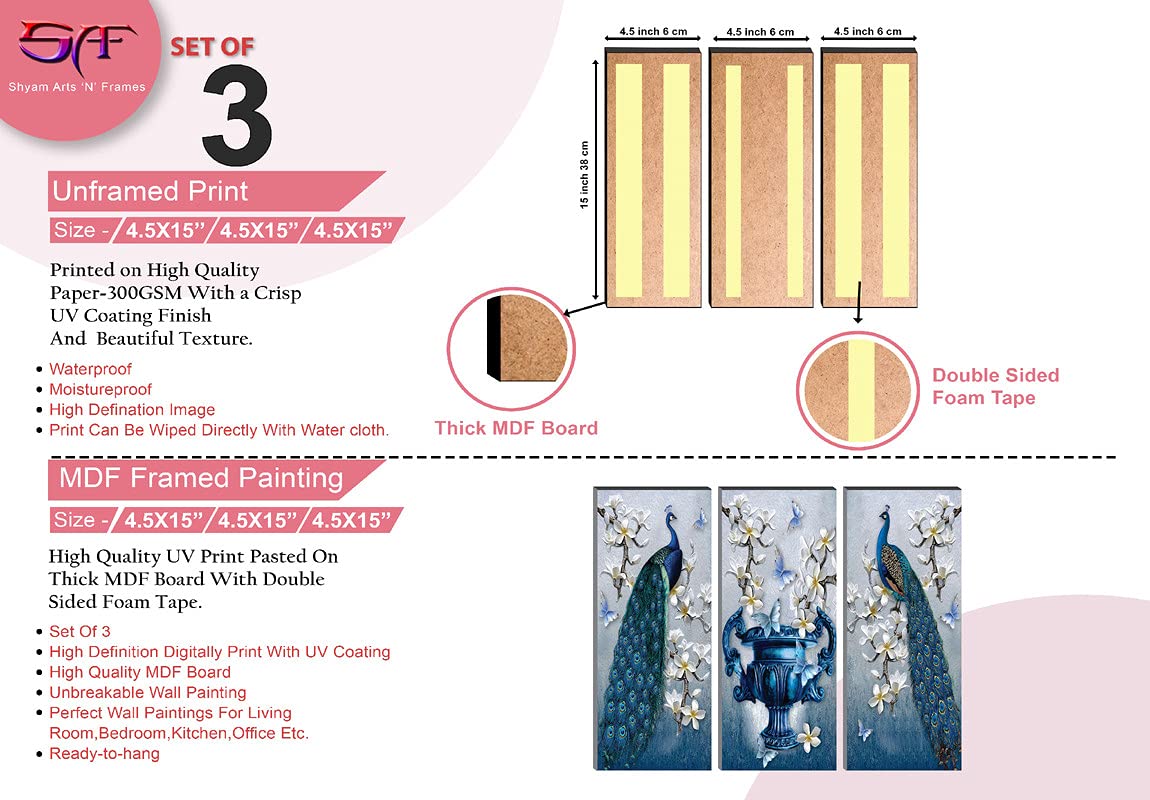 SAF
Shyam Arts 'N' Frames
SET OF
3
Unframed Print
Size - 4.5X15” 4.5X15” 4.5X15”
Printed on High Quality
Paper-300GSM With a Crisp
UV Coating Finish
And Beautiful Texture.
Waterproof
Moistureproof
High Defination Image
Print Can Be Wiped Directly With Water cloth.
4.5 inch 6 cm
4.5 inch 6 cm
4.5 inch 6 cm
15 inch 38 cm
Thick MDF Board
Double Sided
Foam Tape
MDF Framed Painting
Size - 4.5X15” 4.5X15” 4.5X15”
High Quality UV Print Pasted On
Thick MDF Board With Double
Sided Foam Tape.
Set Of 3
High Definition Digitally Print With UV Coating
High Quality MDF Board
Unbreakable Wall Painting
Perfect Wall Paintings For Living
Room,Bedroom,Kitchen,Office Etc.
Ready-to-hang